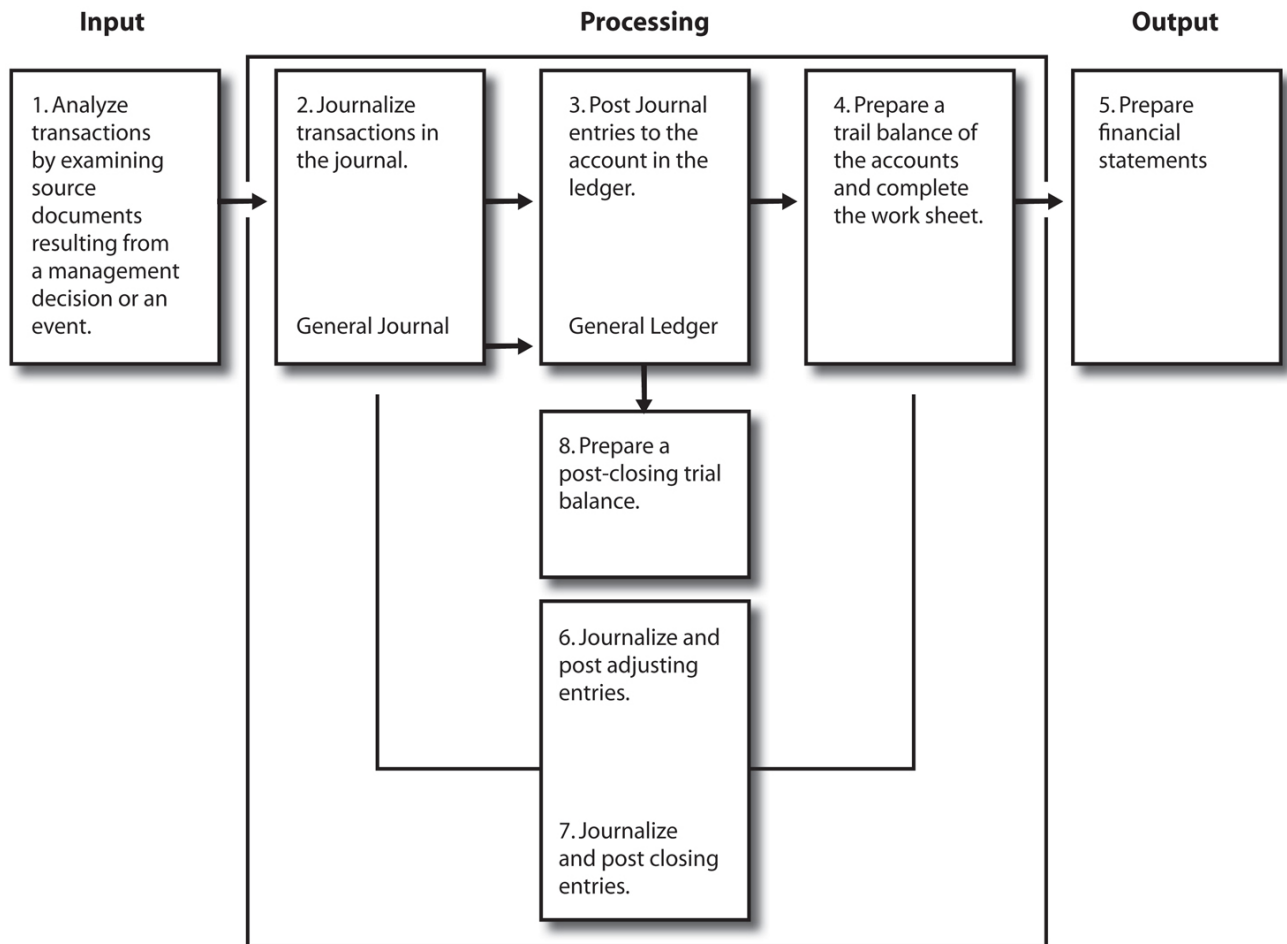 Input
Processing
Output
1. Analyze
transactions
by examining
source
documents
resulting from
a management
decision or an
event.
2. Journalize
transactions in
the journal.
General Journal
3. Post Journal
entries to the
account in the
ledger.
General Ledger
4. Prepare a
trail balance of
the accounts
and complete
the work sheet.
5. Prepare
financial
statements
8. Prepare a
post-closing trial
balance.
6. Journalize and
post adjusting
entries.
7. Journalize
and post closing
entries.